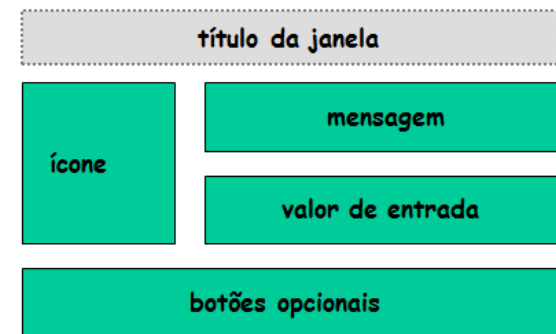 título da janela
mensagem
ícone
valor de entrada
botões opcionais